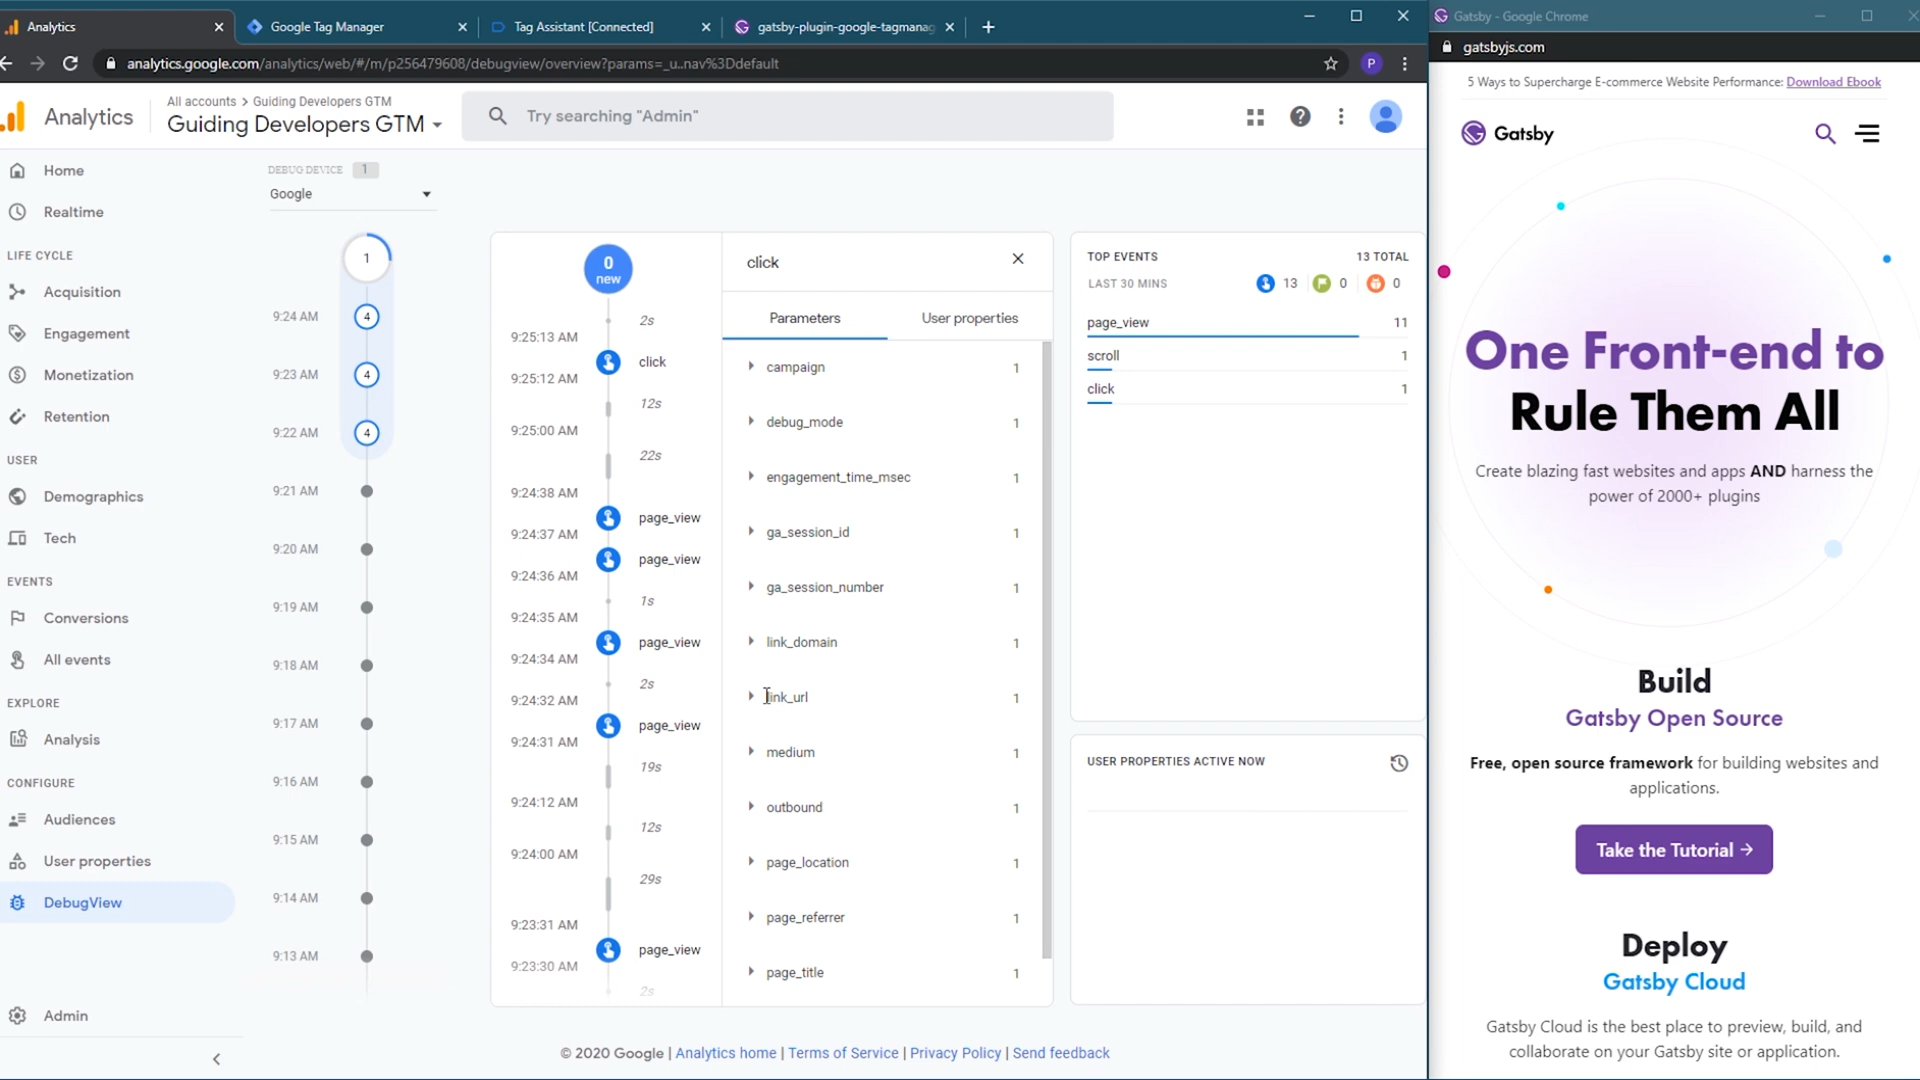 Analytics
Google Tag Manager
Tag Assistant [Connected]
gatsby-plugin-google-tagmanag
Gatsby - Google Chrome
analytics.google.com/analytics/web/#/m/p256479608/debugview/overview?params=_u..nav%3Ddefault
P
gatsbyjs.com
Analytics
All accounts > Guiding Developers GTM
Guiding Developers GTM
Try searching "Admin"
Home
Realtime
LIFE CYCLE
Acquisition
Engagement
Monetization
Retention
USER
Demographics
Tech
EVENTS
Conversions
All events
EXPLORE
Analysis
CONFIGURE
Audiences
User properties
DebugView
Admin
DEBUG DEVICE 1
Google
1
9:24 AM 4
9:23 AM 4
9:22 AM 4
9:21 AM
9:20 AM
9:19 AM
9:18 AM
9:17 AM
9:16 AM
9:15 AM
9:14 AM
9:13 AM
0
new
2s
9:25:13 AM
click
9:25:12 AM
12s
9:25:00 AM
22s
9:24:38 AM
page_view
9:24:37 AM
page_view
9:24:36 AM
1s
9:24:35 AM
page_view
9:24:34 AM
2s
9:24:32 AM
page_view
9:24:31 AM
19s
9:24:12 AM
12s
9:24:00 AM
29s
9:23:31 AM
page_view
9:23:30 AM
2s
click
Parameters User properties
campaign 1
debug_mode 1
engagement_time_msec 1
ga_session_id 1
ga_session_number 1
link_domain 1
link_url 1
medium 1
outbound 1
page_location 1
page_referrer 1
page_title 1
TOP EVENTS 13 TOTAL
LAST 30 MINS 13 0 0
page_view 11
scroll 1
click 1
USER PROPERTIES ACTIVE NOW
© 2020 Google | Analytics home | Terms of Service | Privacy Policy | Send feedback
5 Ways to Supercharge E-commerce Website Performance: Download Ebook
Gatsby
One Front-end to
Rule Them All
Create blazing fast websites and apps AND harness the
power of 2000+ plugins
Build
Gatsby Open Source
Free, open source framework for building websites and
applications.
Take the Tutorial →
Deploy
Gatsby Cloud
Gatsby Cloud is the best place to preview, build, and
collaborate on your Gatsby site or application.